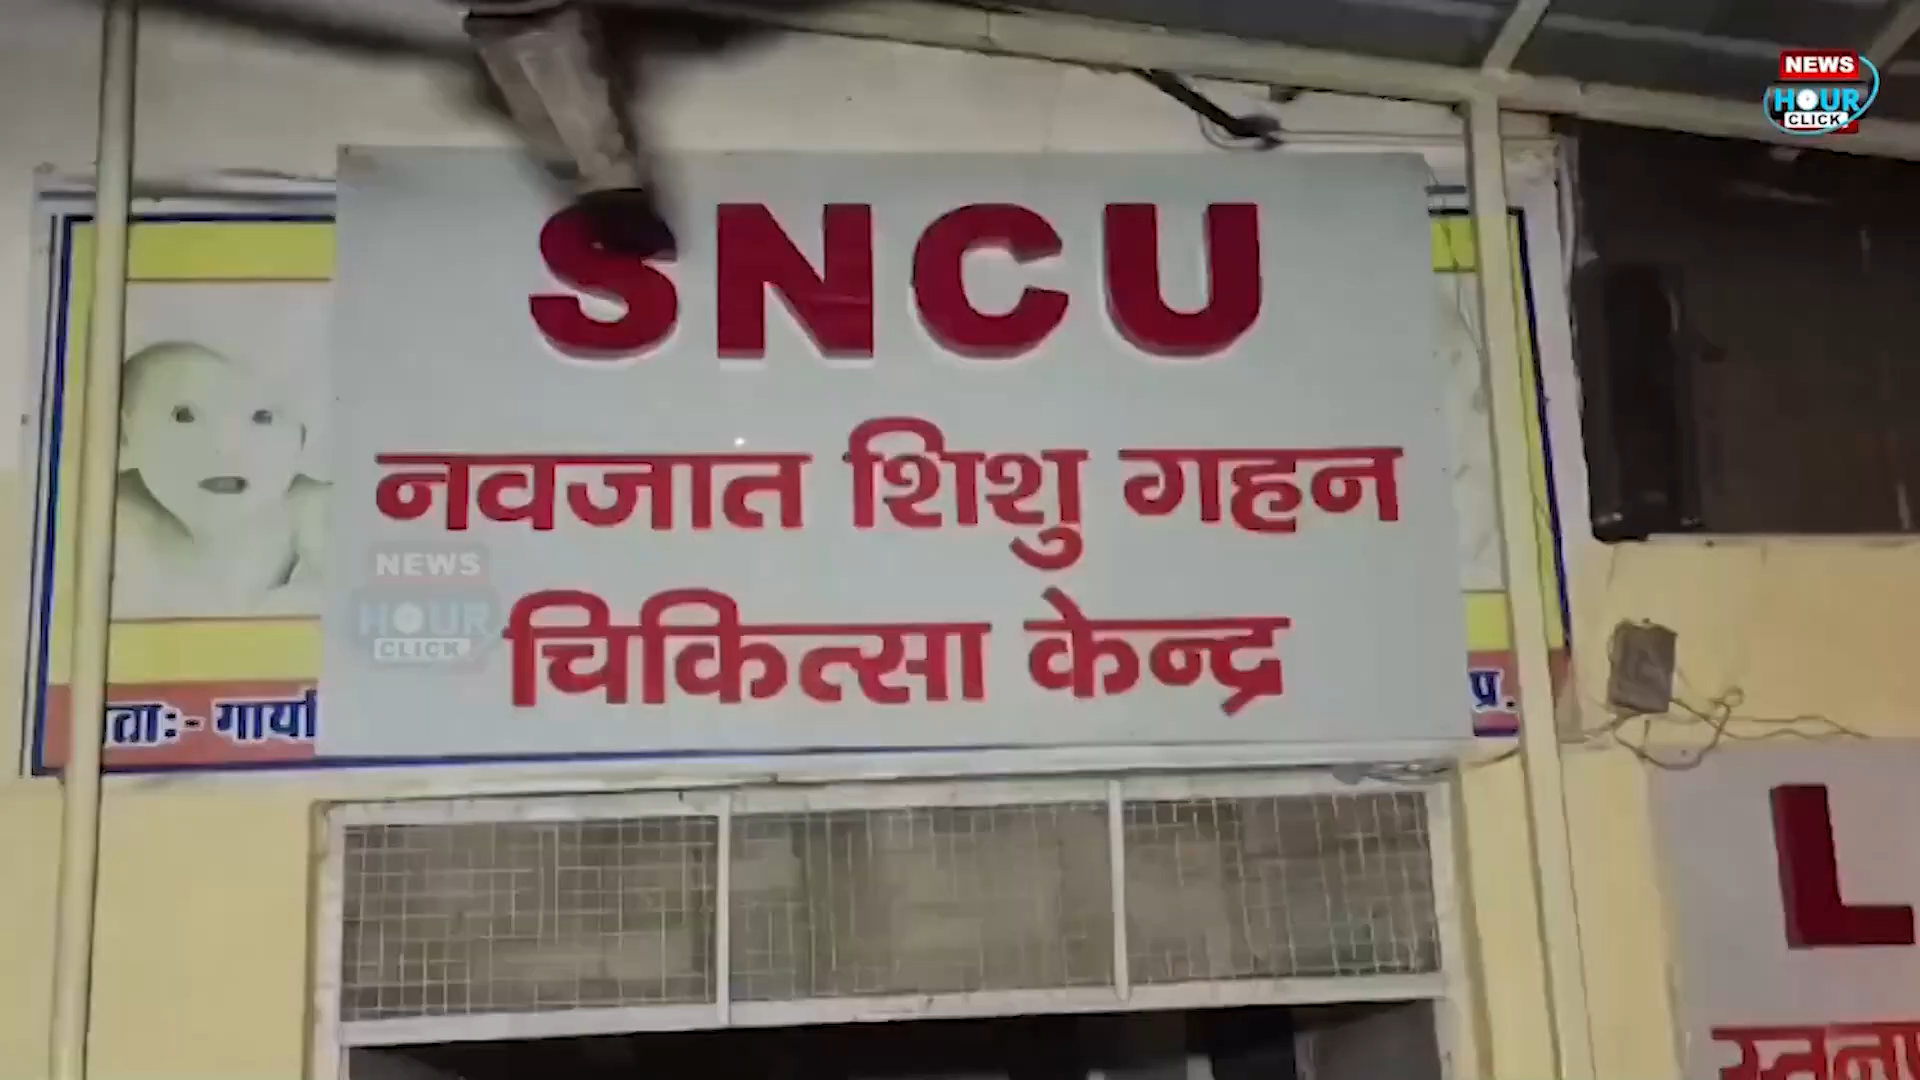 NEWS
HOUR
CLICK
SNCU
नवजात शिशु गहन
चिकित्सा केन्द्र
NEWS
HOUR
CLICK
L